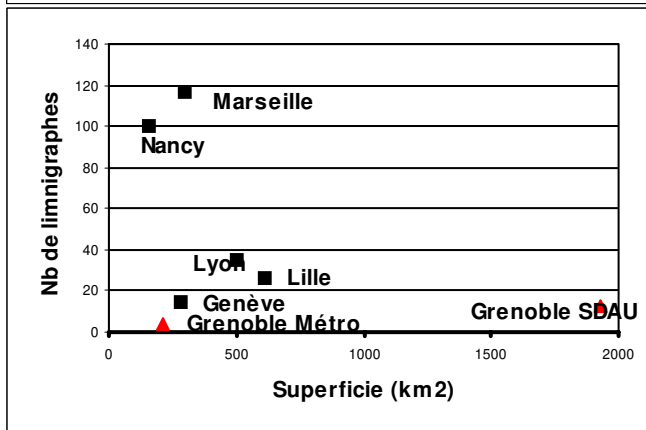 140
120
100
80
60
40
20
0
Nb de limnigraphes
Marseille
Nancy
Lyon
Lille
Genève
Grenoble SDAU
Grenoble Métro
0 500 1000 1500 2000
Superficie (km2)